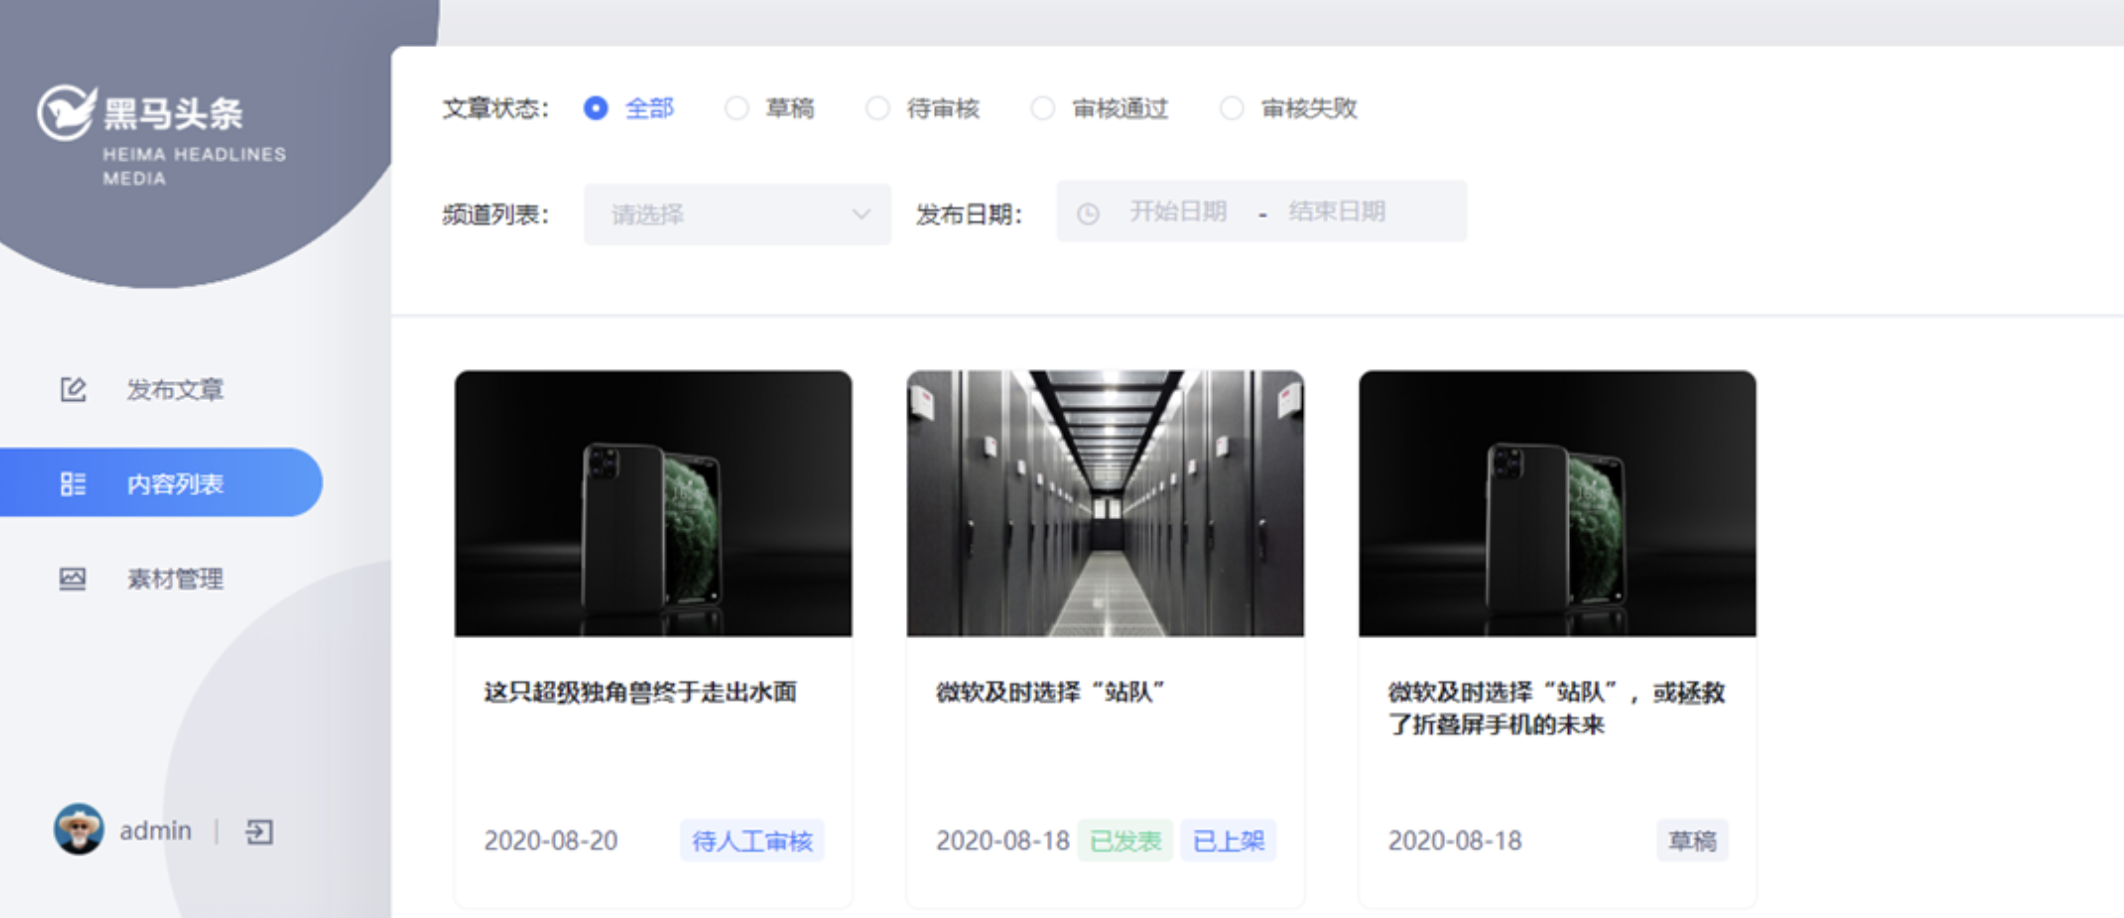 黑马头条
HEIMA HEADLINES
MEDIA
发布文章
内容列表
素材管理
admin
文章状态： 全部 草稿 待审核 审核通过 审核失败
频道列表： 请选择 发布日期： 开始日期 - 结束日期
这只超级独角兽终于走出水面
2020-08-20 待人工审核
微软及时选择“站队”
2020-08-18 已发表 已上架
微软及时选择“站队”，或拯救
了折叠屏手机的未来
2020-08-18 草稿